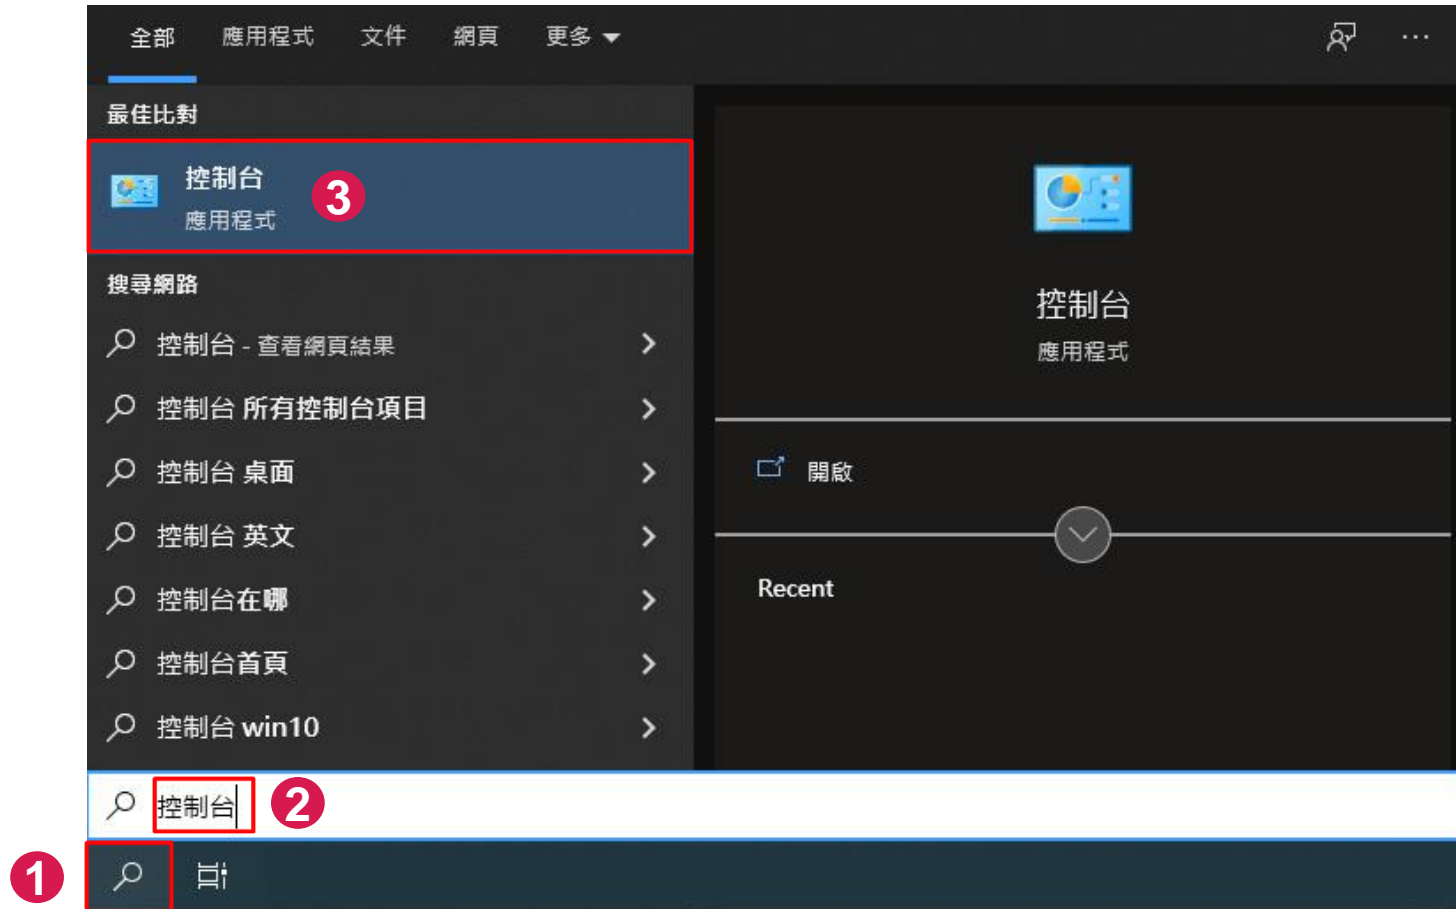 全部 應用程式 文件 網頁 更多
最佳比對
控制台
應用程式
3
搜尋網路
控制台 - 查看網頁結果
控制台 所有控制台項目
控制台 桌面
控制台 英文
控制台在哪
控制台首頁
控制台 win10
控制台
應用程式
開啟
Recent
控制台
2
1